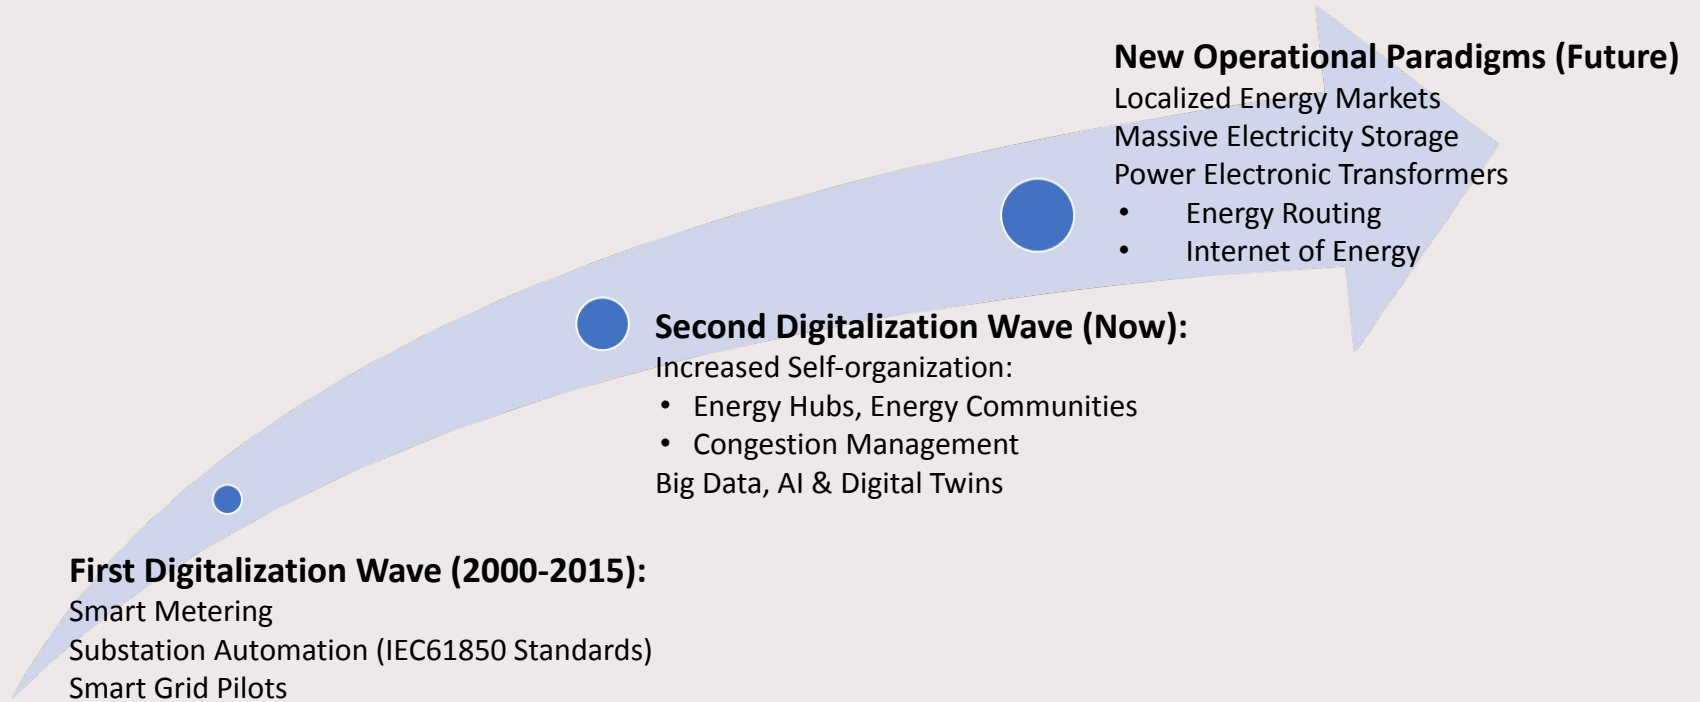 New Operational Paradigms (Future)
Localized Energy Markets
Massive Electricity Storage
Power Electronic Transformers
• Energy Routing
• Internet of Energy
Second Digitalization Wave (Now):
Increased Self-organization:
• Energy Hubs, Energy Communities
• Congestion Management
Big Data, AI & Digital Twins
First Digitalization Wave (2000-2015):
Smart Metering
Substation Automation (IEC61850 Standards)
Smart Grid Pilots